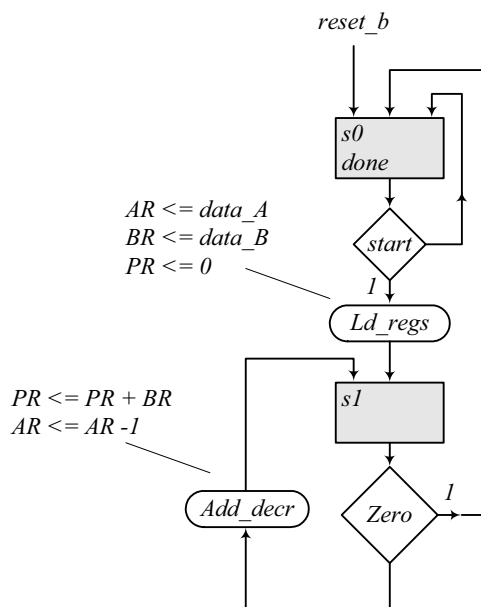 reset_b
s0
done
AR <= data_A
BR <= data_B
PR <= 0
start
1
Ld_regs
s1
PR <= PR + BR
AR <= AR -1
Add_decr
Zero
1